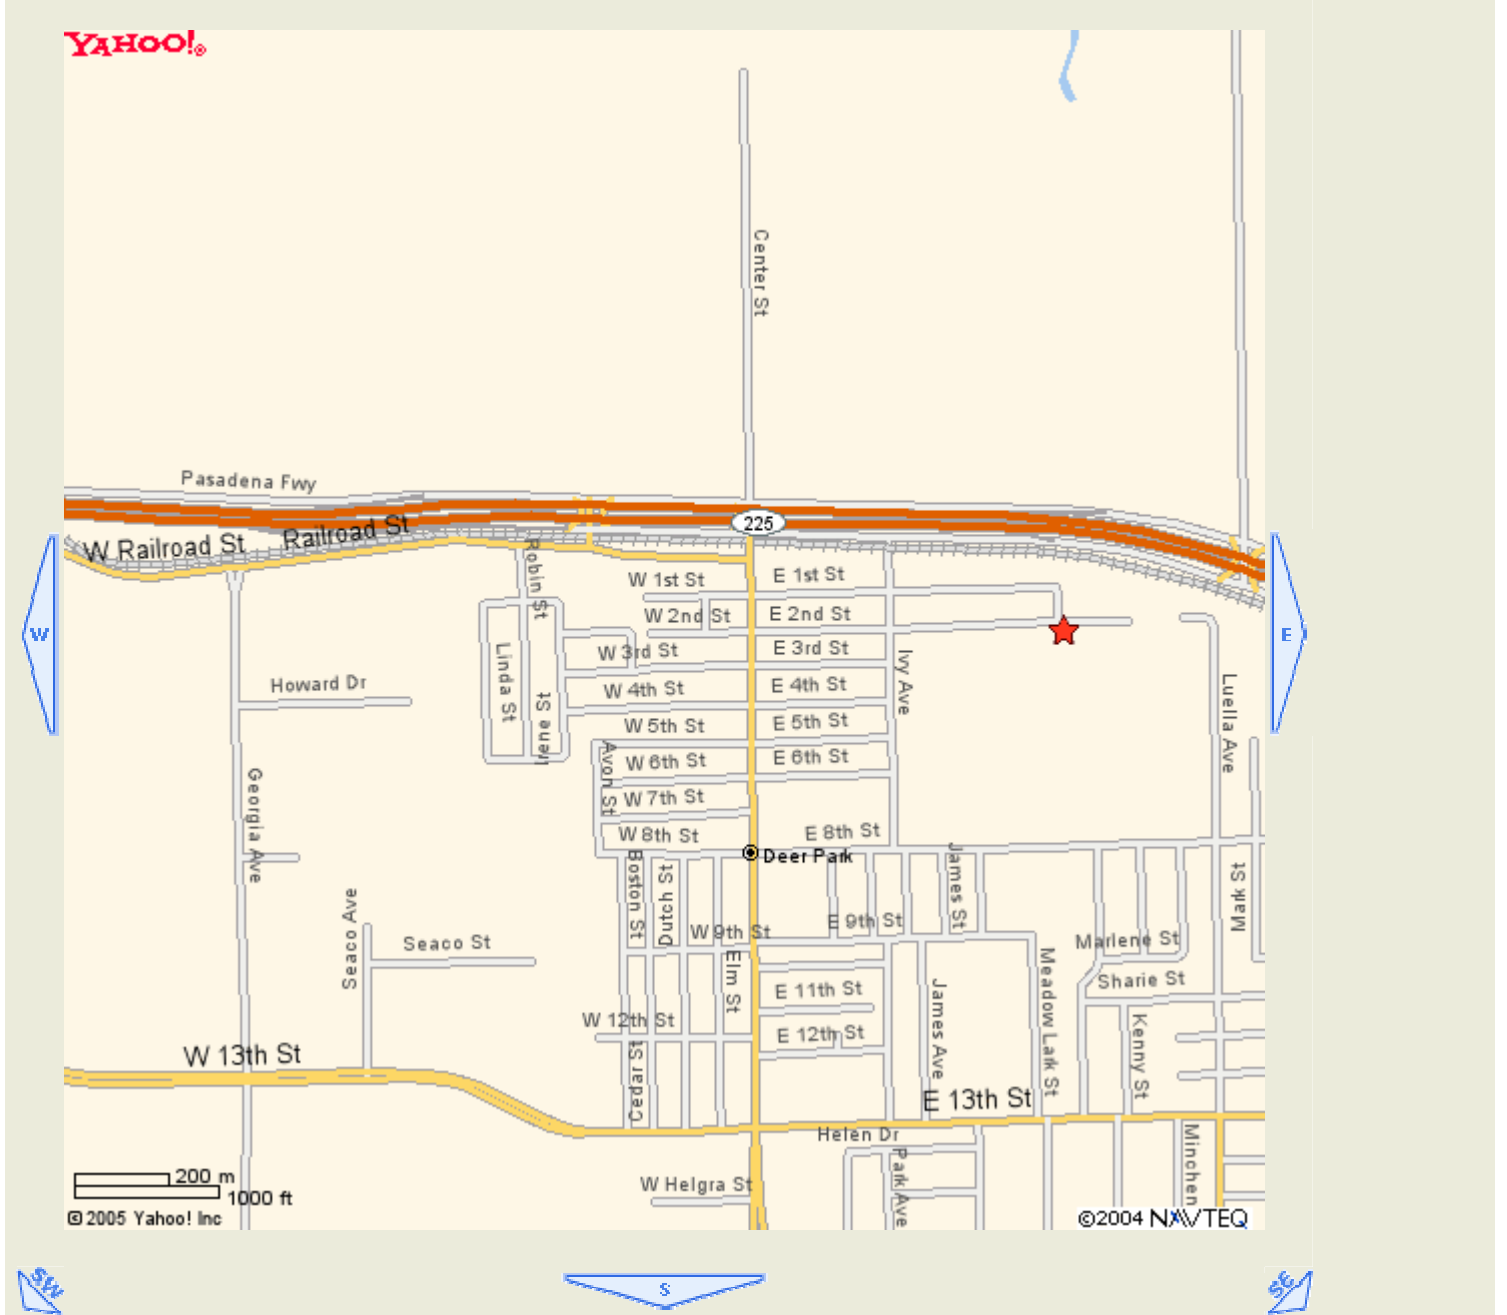 YAHOO!®
Center St
Pasadena Fwy
225
W Railroad St
Railroad St
Robin St
W 1st St
E 1st St
W 2nd St
E 2nd St
W 3rd St
E 3rd St
Linda St
Irene St
Ivy Ave
Howard Dr
W 4th St
E 4th St
Luella Ave
W 5th St
E 5th St
Avon St
W 6th St
E 6th St
Georgia Ave
W 7th St
W 8th St
E 8th St
Deer Park
Boston St
Dutch St
James St
Mark St
Seaco Ave
Seaco St
W 9th St
E 9th St
Marlene St
Elm St
E 11th St
James Ave
Meadow Lark St
Sharie St
W 12th St
E 12th St
Kenny St
W 13th St
Cedar St
E 13th St
Helen Dr
Minchen
Park Ave
W Helgra St
200 m
1000 ft
©2005 Yahoo! Inc
©2004 NAVTEQ
W
E
SW
S
SE